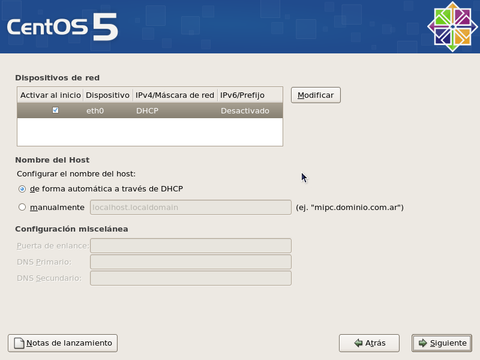 CentOS 5
Dispositivos de red
Activar al inicio Dispositivo IPv4/Máscara de red IPv6/Prefijo
eth0 DHCP Desactivado
Modificar
Nombre del Host
Configurar el nombre del host:
de forma automática a través de DHCP
manualmente localhost.localdomain (ej. "mipc.dominio.com.ar")
Configuración miscelánea
Puerta de enlance:
DNS Primario:
DNS Secundario:
Notas de lanzamiento Atrás Siguiente